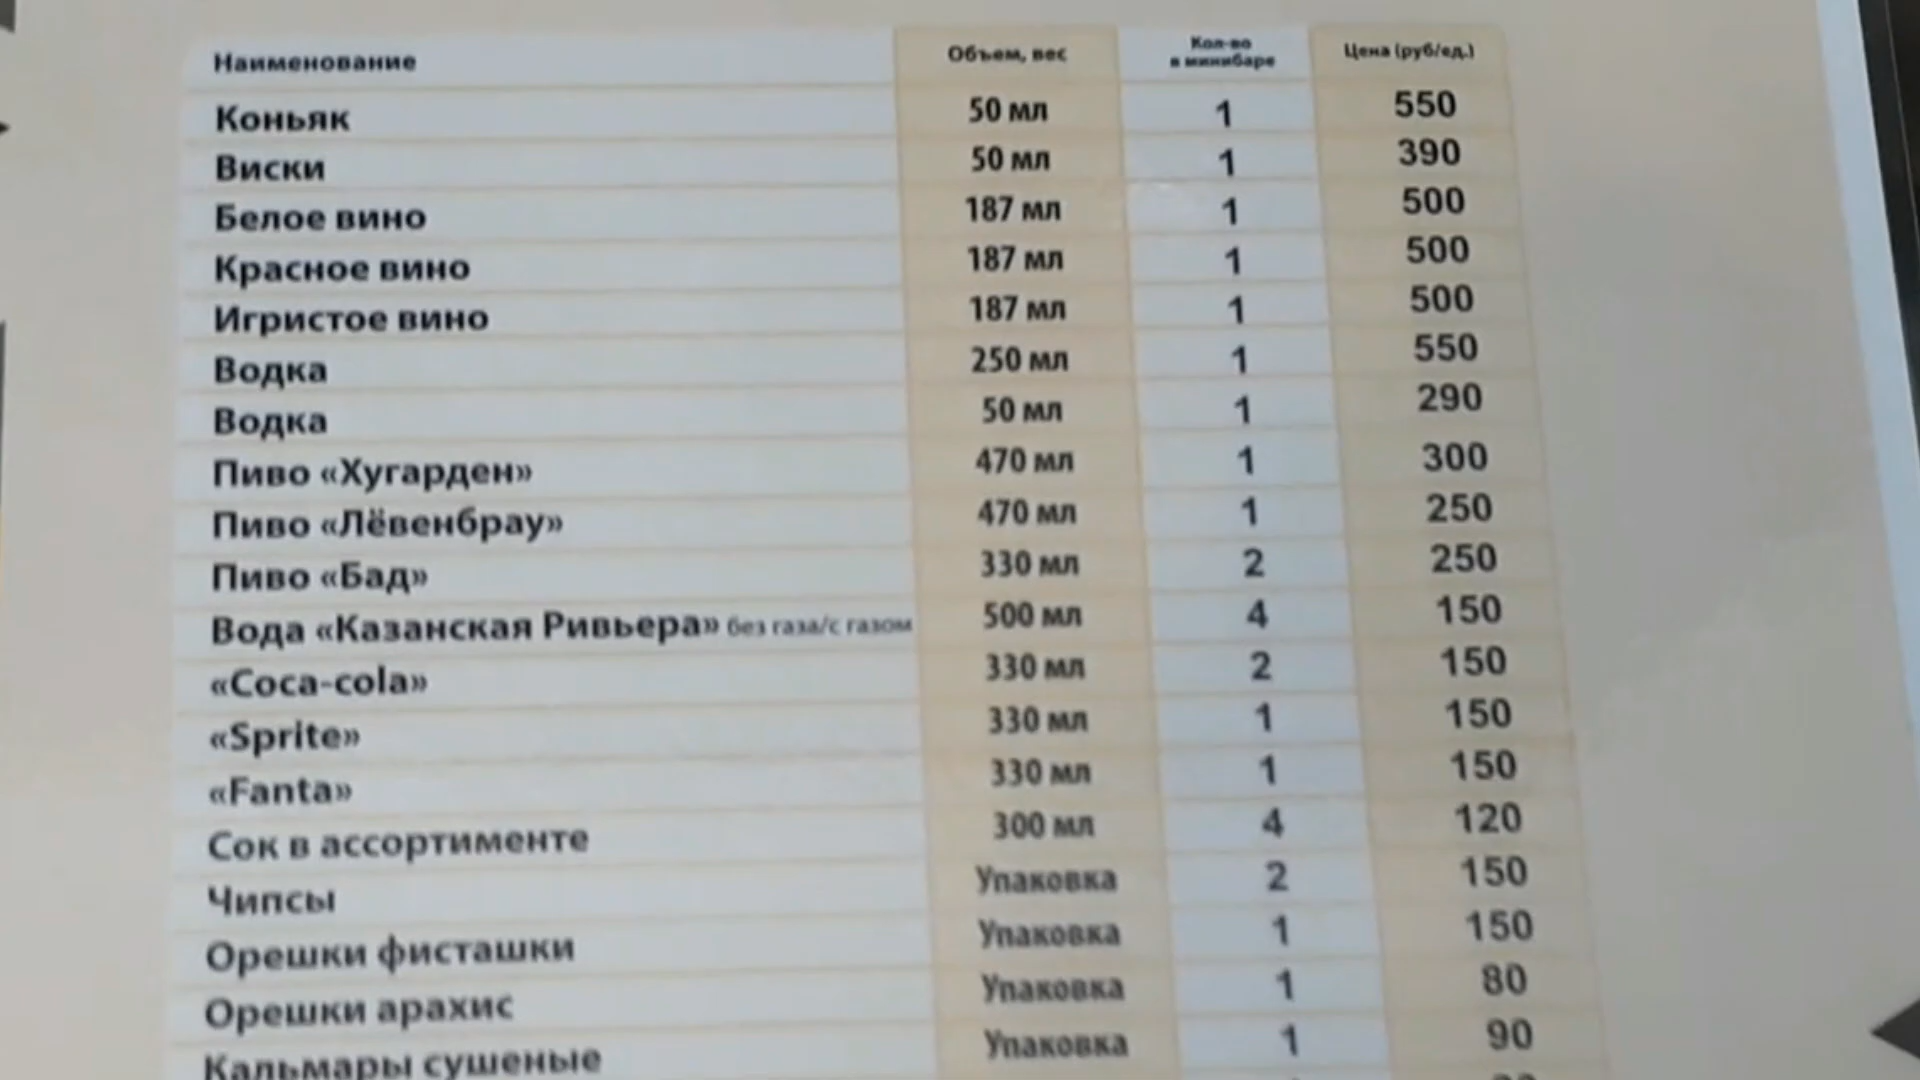 Наименование Объем, вес Кол-во в минибаре Цена (руб/ед.)
Коньяк 50 мл 1 550
Виски 50 мл 1 390
Белое вино 187 мл 1 500
Красное вино 187 мл 1 500
Игристое вино 187 мл 1 500
Водка 250 мл 1 550
Водка 50 мл 1 290
Пиво «Хугарден» 470 мл 1 300
Пиво «Лёвенбрау» 470 мл 1 250
Пиво «Бад» 330 мл 2 250
Вода «Казанская Ривьера» без газа/с газом 500 мл 4 150
«Coca-cola» 330 мл 2 150
«Sprite» 330 мл 1 150
«Fanta» 330 мл 1 150
Сок в ассортименте 300 мл 4 120
Чипсы Упаковка 2 150
Орешки фисташки Упаковка 1 150
Орешки арахис Упаковка 1 80
Кальмары сушеные Упаковка 1 90